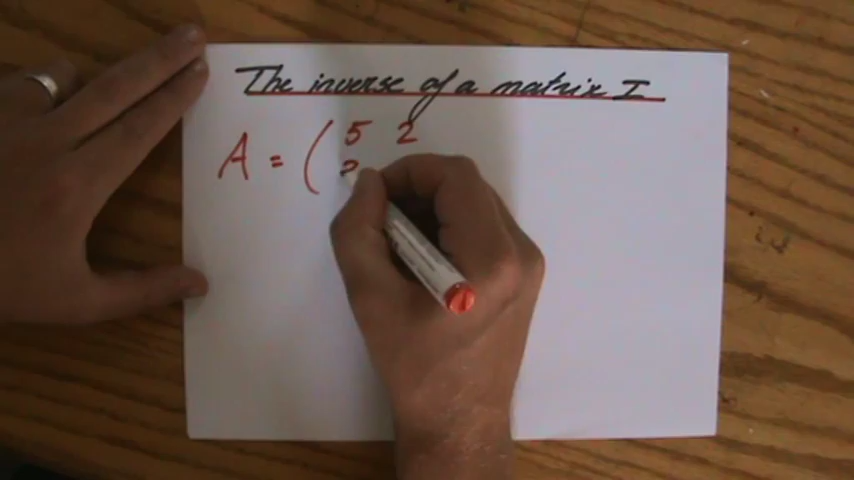 The inverse of a matrix I
A = ( 5 2